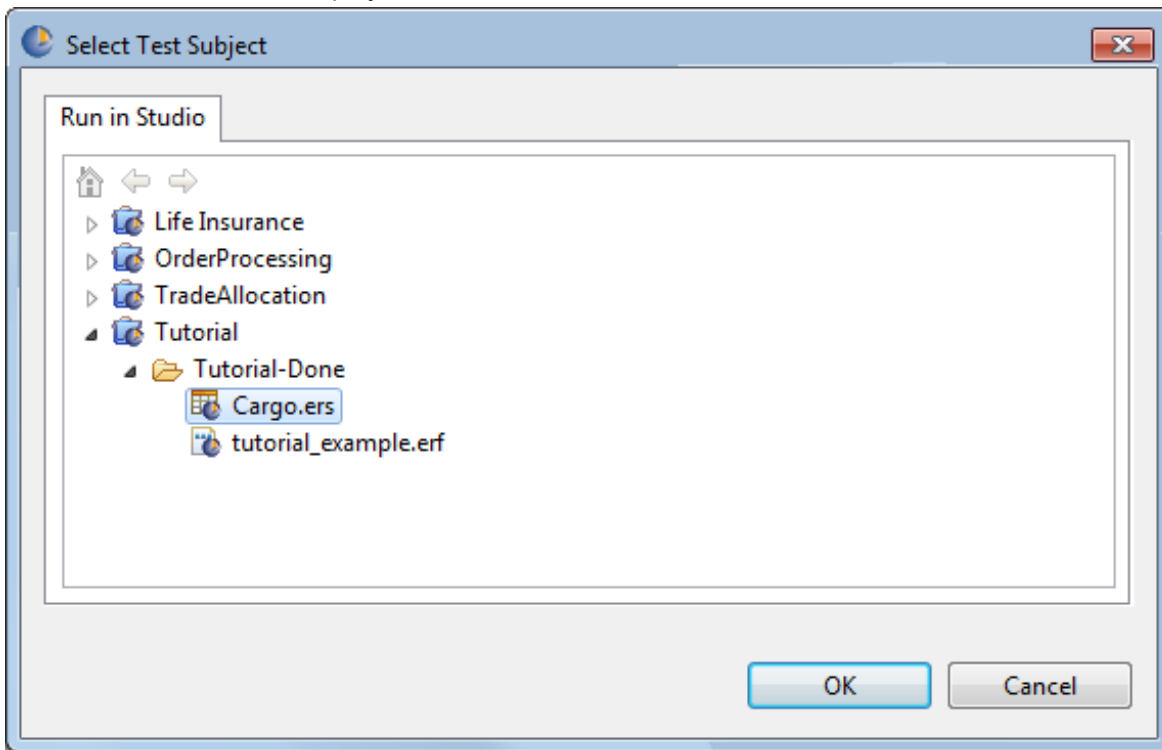 Select Test Subject
Run in Studio
Life Insurance
OrderProcessing
TradeAllocation
Tutorial
Tutorial-Done
Cargo.ers
tutorial_example.erf
OK
Cancel